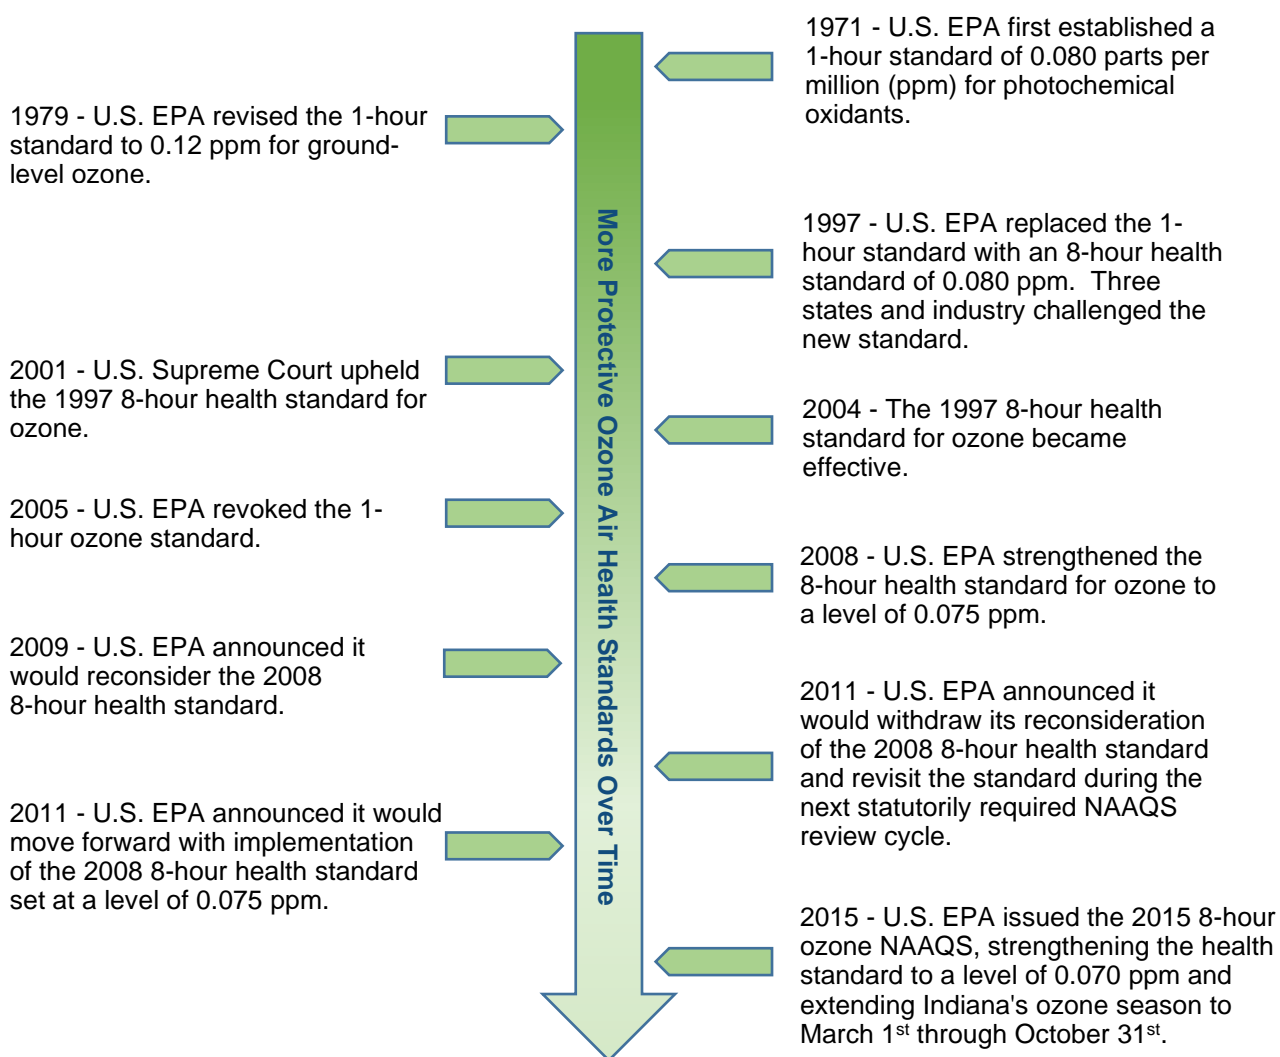 1971 - U.S. EPA first established a
1-hour standard of 0.080 parts per
million (ppm) for photochemical
oxidants.
1979 - U.S. EPA revised the 1-hour
standard to 0.12 ppm for ground-
level ozone.
1997 - U.S. EPA replaced the 1-
hour standard with an 8-hour health
standard of 0.080 ppm.  Three
states and industry challenged the
new standard.
2001 - U.S. Supreme Court upheld
the 1997 8-hour health standard for
ozone.
2004 - The 1997 8-hour health
standard for ozone became
effective.
2005 - U.S. EPA revoked the 1-
hour ozone standard.
2008 - U.S. EPA strengthened the
8-hour health standard for ozone to
a level of 0.075 ppm.
2009 - U.S. EPA announced it
would reconsider the 2008
8-hour health standard.
2011 - U.S. EPA announced it
would withdraw its reconsideration
of the 2008 8-hour health standard
and revisit the standard during the
next statutorily required NAAQS
review cycle.
2011 - U.S. EPA announced it would
move forward with implementation
of the 2008 8-hour health standard
set at a level of 0.075 ppm.
2015 - U.S. EPA issued the 2015 8-hour
ozone NAAQS, strengthening the health
standard to a level of 0.070 ppm and
extending Indiana's ozone season to
March 1st through October 31st.
More Protective Ozone Air Health Standards Over Time